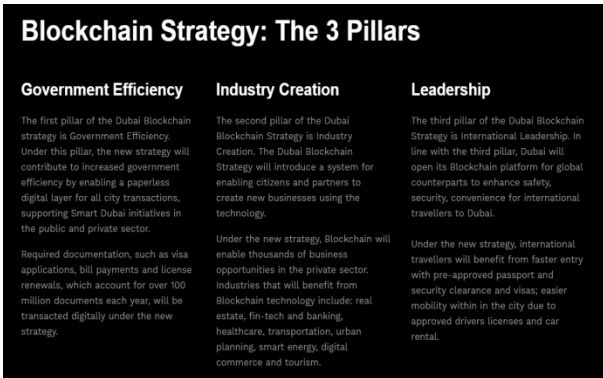 Blockchain Strategy: The 3 Pillars
Government Efficiency
The first pillar of the Dubai Blockchain
strategy is Government Efficiency.
Under this pillar, the new strategy will
contribute to increased government
efficiency by enabling a paperless
digital layer for all city transactions,
supporting Smart Dubai initiatives in
the public and private sector.
Required documentation, such as visa
applications, bill payments and license
renewals, which account for over 100
million documents each year, will be
transacted digitally under the new
strategy.
Industry Creation
The second pillar of the Dubai
Blockchain Strategy is Industry
Creation. The Dubai Blockchain
Strategy will introduce a system for
enabling citizens and partners to
create new businesses using the
technology.
Under the new strategy, Blockchain will
enable thousands of business
opportunities in the private sector.
Industries that will benefit from
Blockchain technology include: real
estate, fin-tech and banking,
healthcare, transportation, urban
planning, smart energy, digital
commerce and tourism.
Leadership
The third pillar of the Dubai Blockchain
Strategy is International Leadership. In
line with the third pillar, Dubai will
open its Blockchain platform for global
counterparts to enhance safety,
security, convenience for international
travellers to Dubai.
Under the new strategy, international
travellers will benefit from faster entry
with pre-approved passport and
security clearance and visas; easier
mobility within in the city due to
approved drivers licenses and car
rental.